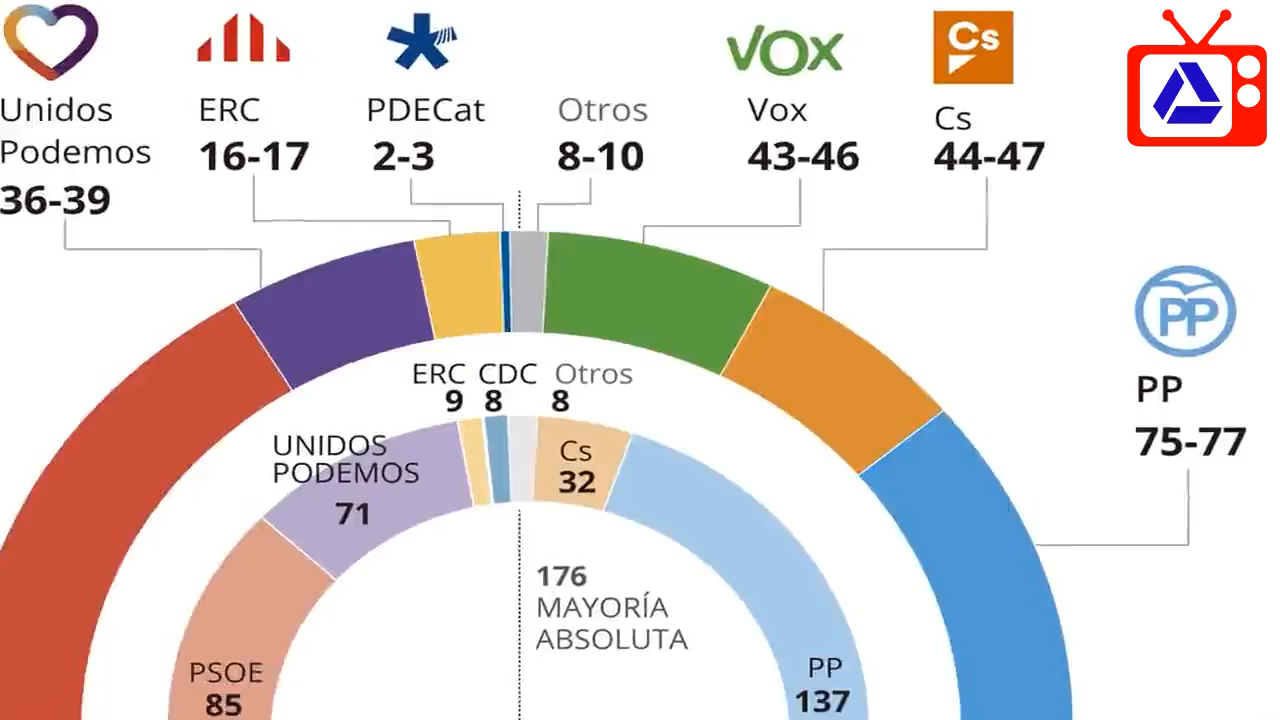 VOX
Cs
Unidos
Podemos
36-39
ERC
16-17
PDECat
2-3
Otros
8-10
Vox
43-46
Cs
44-47
PP
PP
75-77
ERC
9
CDC
8
Otros
8
UNIDOS
PODEMOS
71
Cs
32
176
MAYORÍA
ABSOLUTA
PSOE
85
PP
137